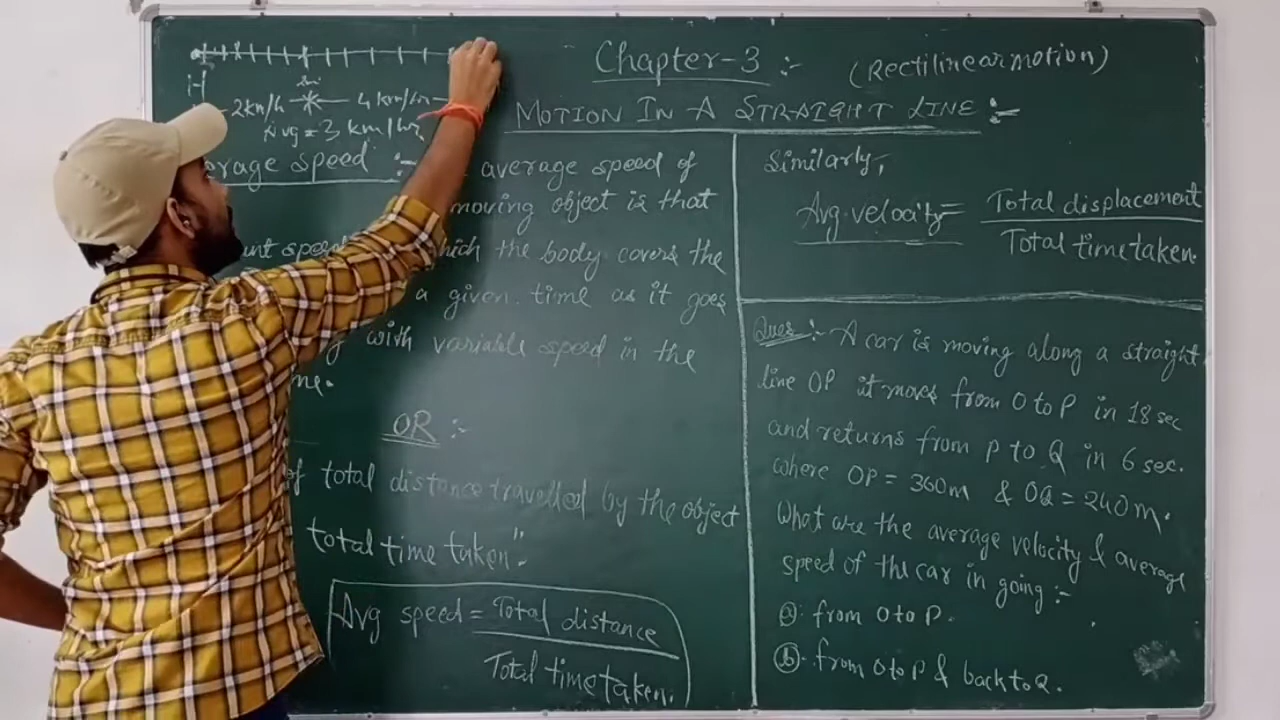 Chapter-3 :- (Rectilinear motion)
MOTION IN A STRAIGHT LINE :-
2km/h 4 km/hr
Avg = 3 km/hr
rage speed :- average speed of
moving object is that
speed which the body covers the
a given time as it goes
with variable speed in the
me.
OR :-
of total distance travelled by the object
total time taken".
Avg speed = Total distance
Total time taken.
Similarly,
Avg. velocity = Total displacement
Total time taken.
Ques :- A car is moving along a straight
line OP it moves from O to P in 18 sec
and returns from P to Q in 6 sec.
where OP = 360m & OQ = 240m.
What are the average velocity & average
speed of the car in going :-
a. from O to P.
b. from O to P & back to Q.